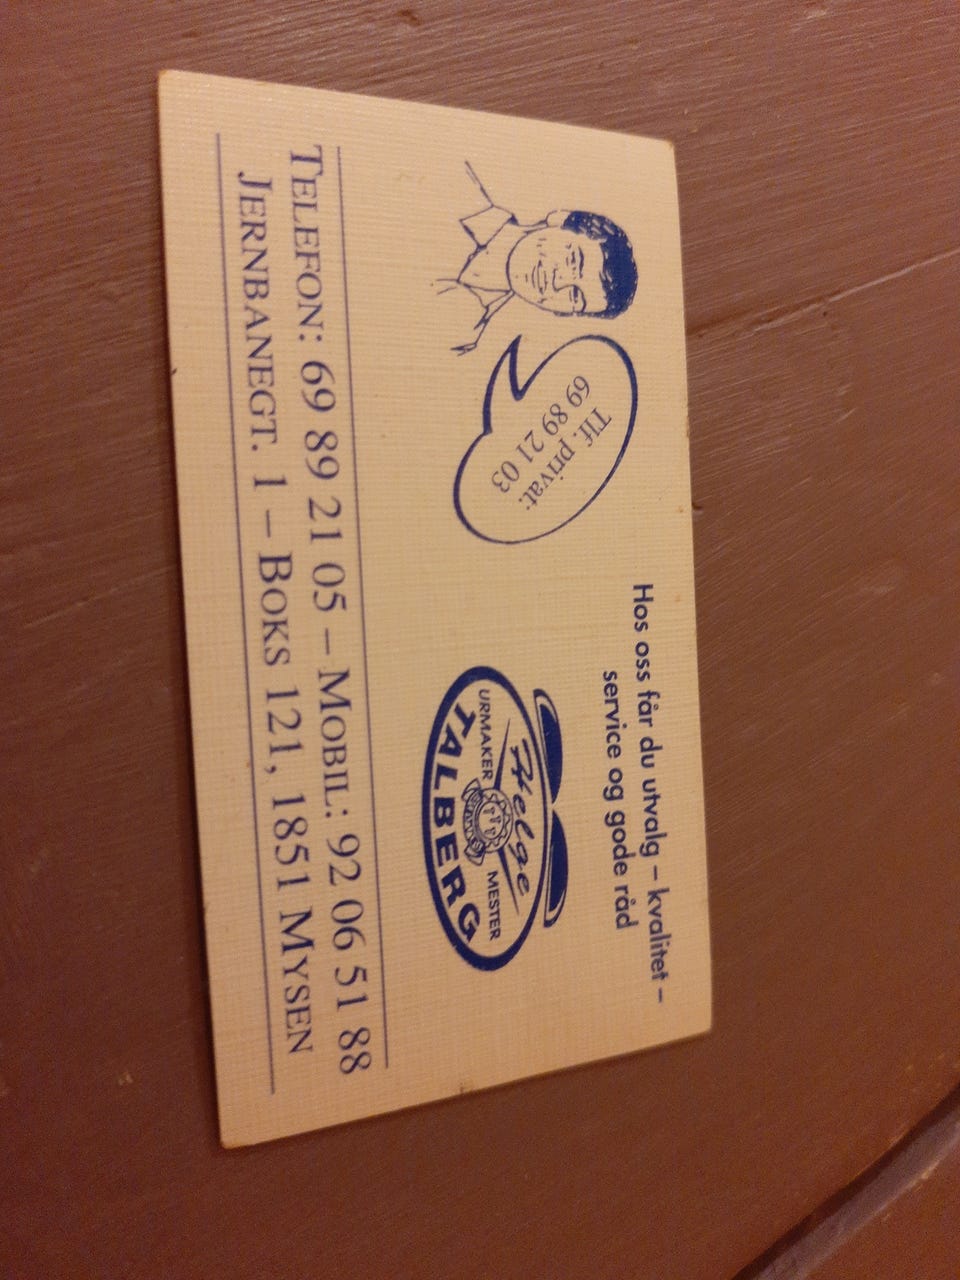 Hos oss får du utvalg – kvalitet –
service og gode råd
Tlf. privat:
69 89 21 03
Helge
URMAKER MESTER
TALBERG
TELEFON: 69 89 21 05 – MOBIL: 92 06 51 88
JERNBANEGT. 1 – BOKS 121, 1851 MYSEN